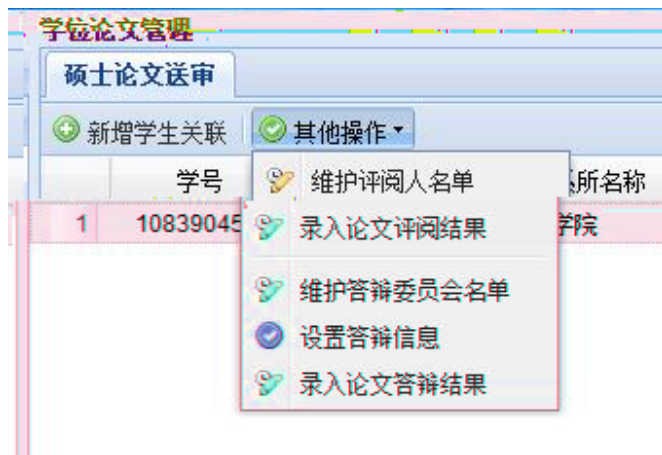 学位论文管理
硕士论文送审
新增学生关联 其他操作
学号 所名称
1 10839045 学院
维护评阅人名单
录入论文评阅结果
维护答辩委员会名单
设置答辩信息
录入论文答辩结果